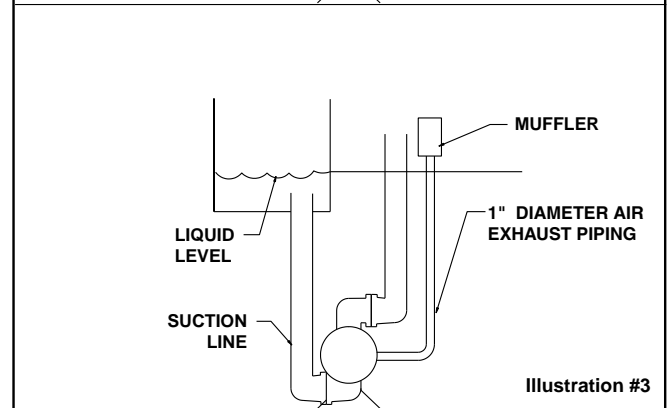 MUFFLER
1" DIAMETER AIR
EXHAUST PIPING
LIQUID
LEVEL
SUCTION
LINE
Illustration #3